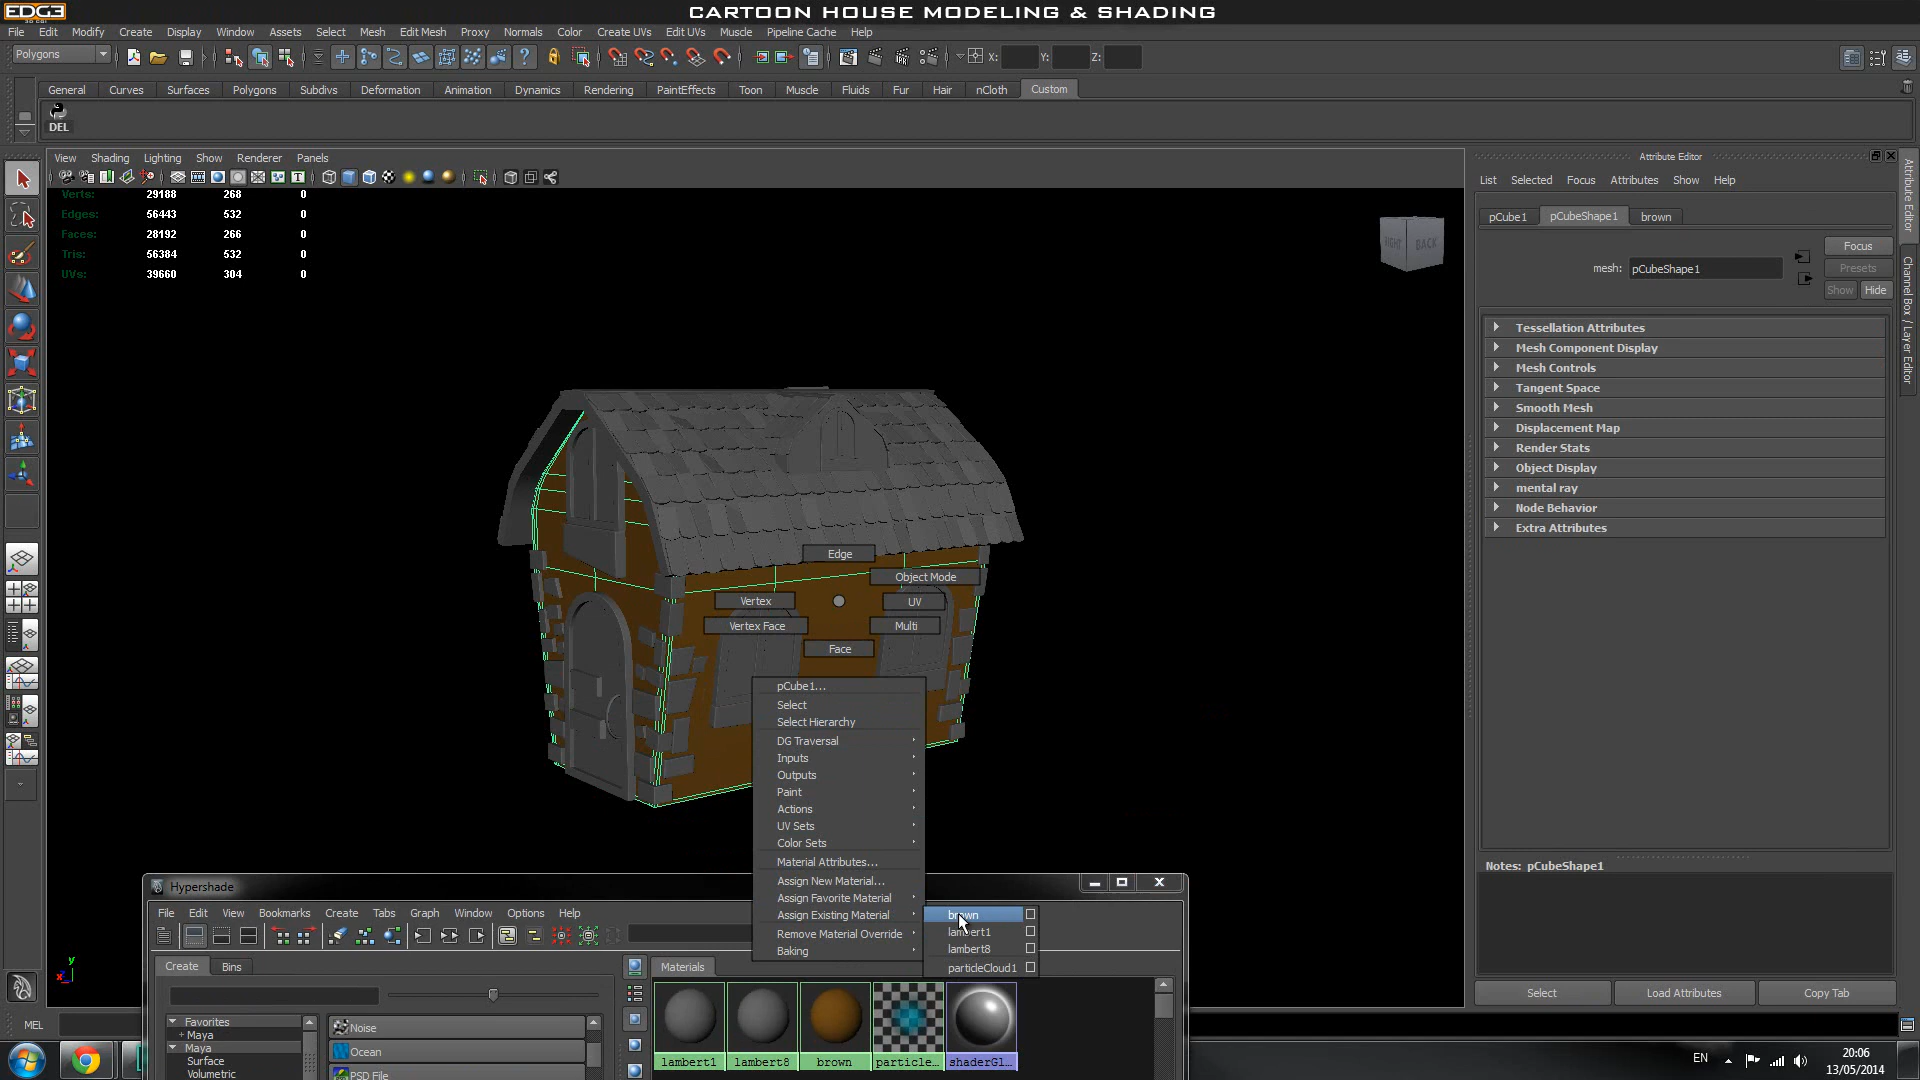 EDG3
CARTOON HOUSE MODELING & SHADING
File Edit Modify Create Display Window Assets Select Mesh Edit Mesh Proxy Normals Color Create UVs Edit UVs Muscle Pipeline Cache Help
Polygons X: Y: Z:
General Curves Surfaces Polygons Subdivs Deformation Animation Dynamics Rendering PaintEffects Toon Muscle Fluids Fur Hair nCloth Custom
DEL
View Shading Lighting Show Renderer Panels
Verts: 29188 268 0
Edges: 56443 532 0
Faces: 28192 266 0
Tris: 56384 532 0
UVs: 39660 304 0
RIGHT BACK
Attribute Editor
List Selected Focus Attributes Show Help
pCube1 pCubeShape1 brown
Focus
mesh: pCubeShape1 Presets
Show Hide
Tessellation Attributes
Mesh Component Display
Mesh Controls
Tangent Space
Smooth Mesh
Displacement Map
Render Stats
Object Display
mental ray
Node Behavior
Extra Attributes
Notes: pCubeShape1
Select Load Attributes Copy Tab
Attribute Editor
Channel Box / Layer Editor
Edge
Object Mode
Vertex UV
Vertex Face Multi
Face
pCube1...
Select
Select Hierarchy
DG Traversal
Inputs
Outputs
Paint
Actions
UV Sets
Color Sets
Material Attributes...
Assign New Material...
Assign Favorite Material
Assign Existing Material
Remove Material Override
Baking
brown
lambert1
lambert8
particleCloud1
Hypershade
File Edit View Bookmarks Create Tabs Graph Window Options Help
Create Bins
Materials
Favorites
+ Maya
Maya
Surface
Volumetric
Noise
Ocean
PSD File
lambert1 lambert8 brown particle... shaderGl...
y
x z
MEL
EN
20:06
13/05/2014